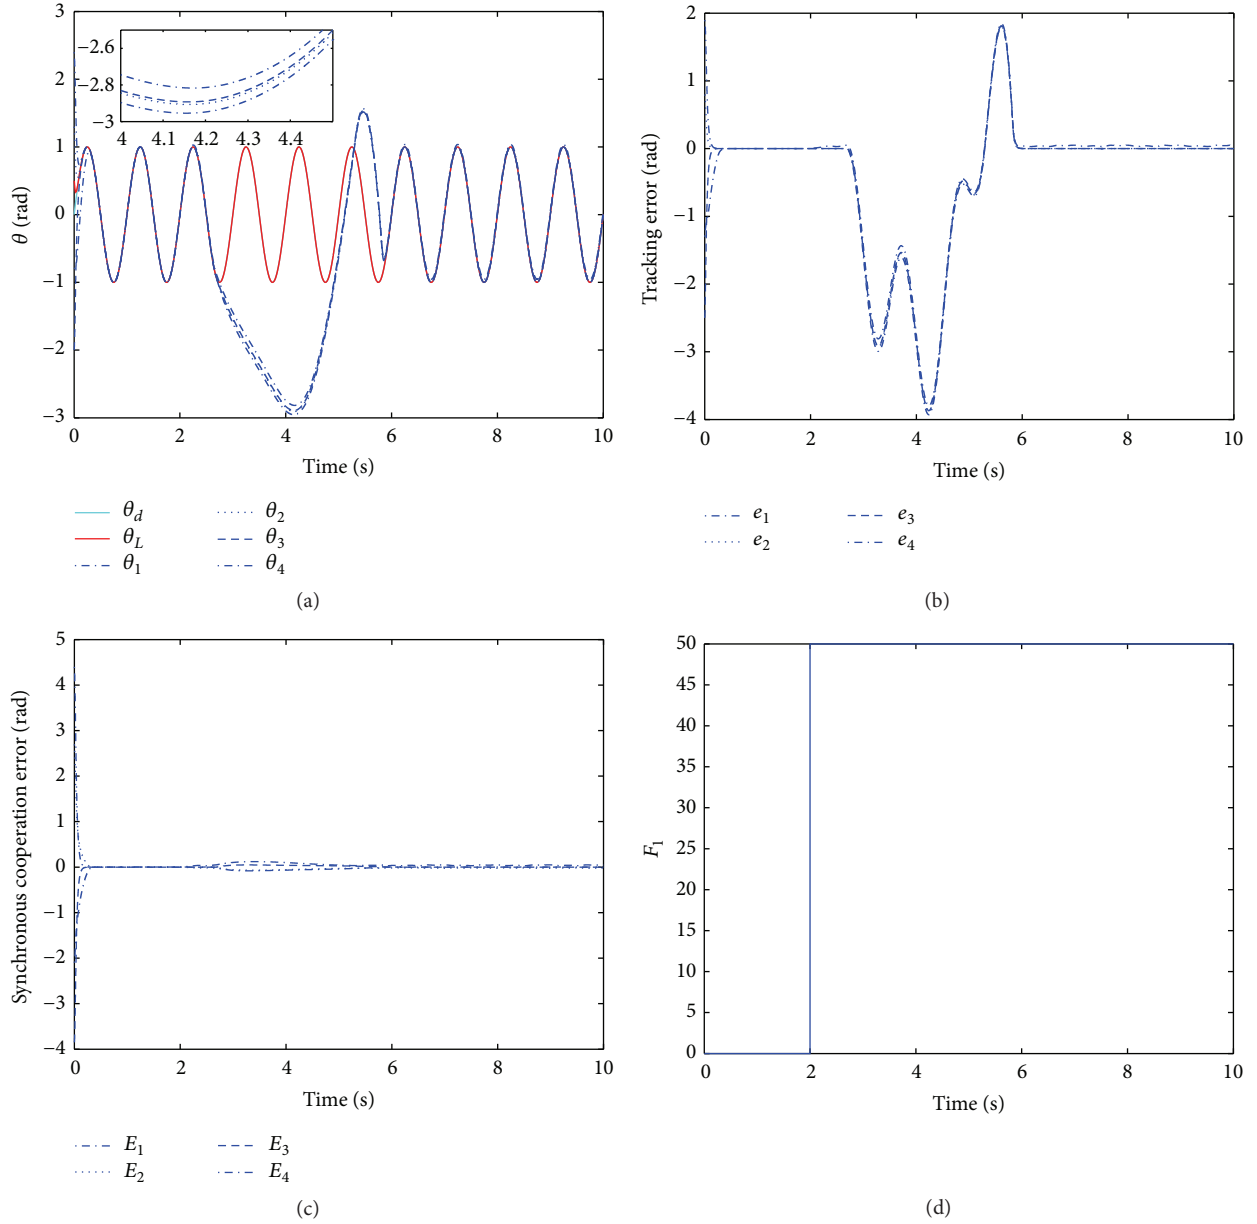 3
2
1
0
−1
−2
−3
θ (rad)
−2.6
−2.8
−3
4 4.1 4.2 4.3 4.4
0 2 4 6 8 10
Time (s)
θd θ2
θL θ3
θ1 θ4
(a)
2
1
0
−1
−2
−3
−4
Tracking error (rad)
0 2 4 6 8 10
Time (s)
e1 e3
e2 e4
(b)
5
4
3
2
1
0
−1
−2
−3
−4
Synchronous cooperation error (rad)
0 2 4 6 8 10
Time (s)
E1 E3
E2 E4
(c)
50
45
40
35
30
25
20
15
10
5
0
F1
0 2 4 6 8 10
Time (s)
(d)